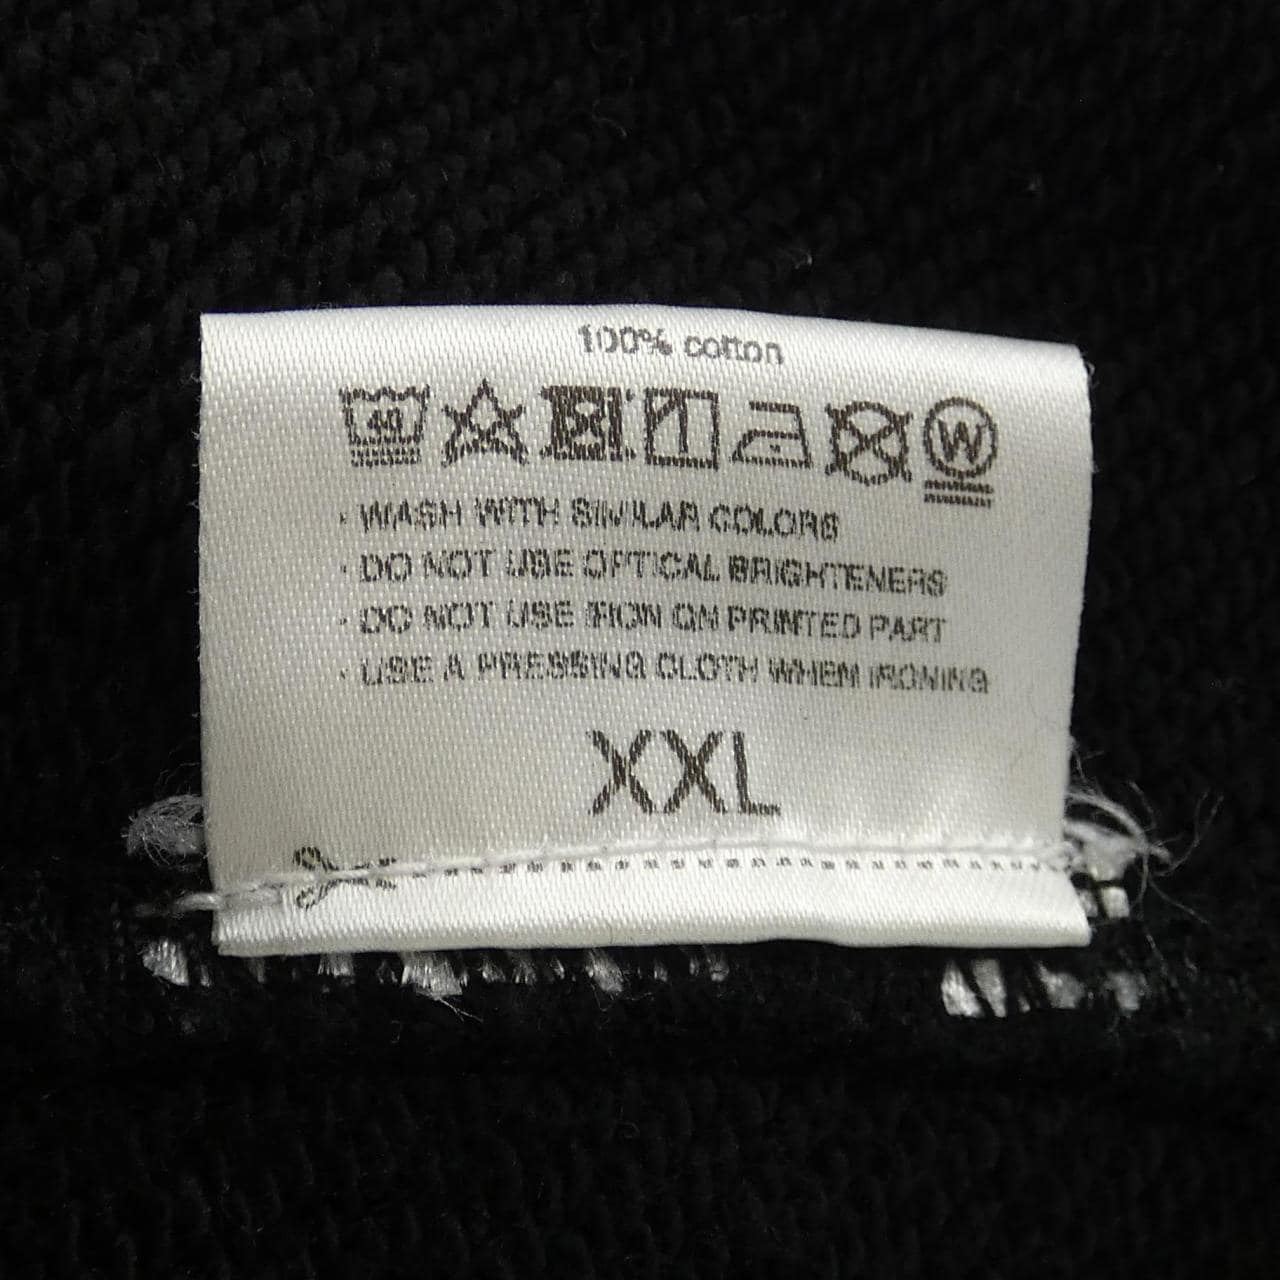 100% cotton
40 W
· WASH WITH SIMILAR COLORS
· DO NOT USE OPTICAL BRIGHTENERS
· DO NOT USE IRON ON PRINTED PART
· USE A PRESSING CLOTH WHEN IRONING
XXL